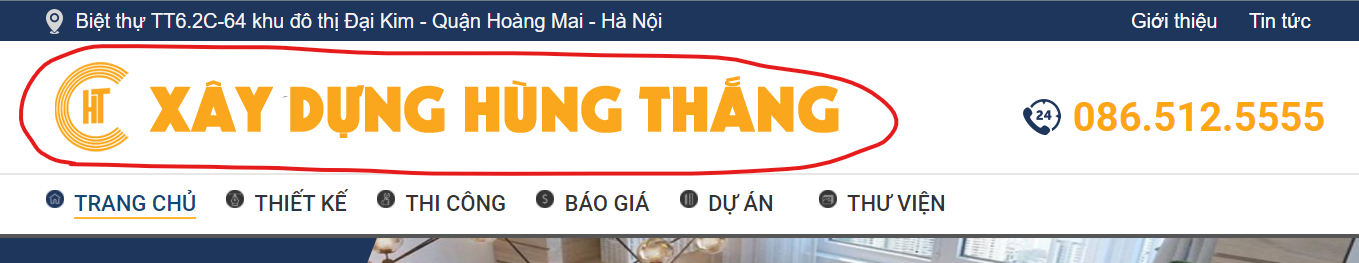 Biệt thự TT6.2C-64 khu đô thị Đại Kim - Quận Hoàng Mai - Hà Nội
Giới thiệu
Tin tức
HT
XÂY DỰNG HÙNG THẮNG
24
086.512.5555
TRANG CHỦ
THIẾT KẾ
THI CÔNG
BÁO GIÁ
DỰ ÁN
THƯ VIỆN